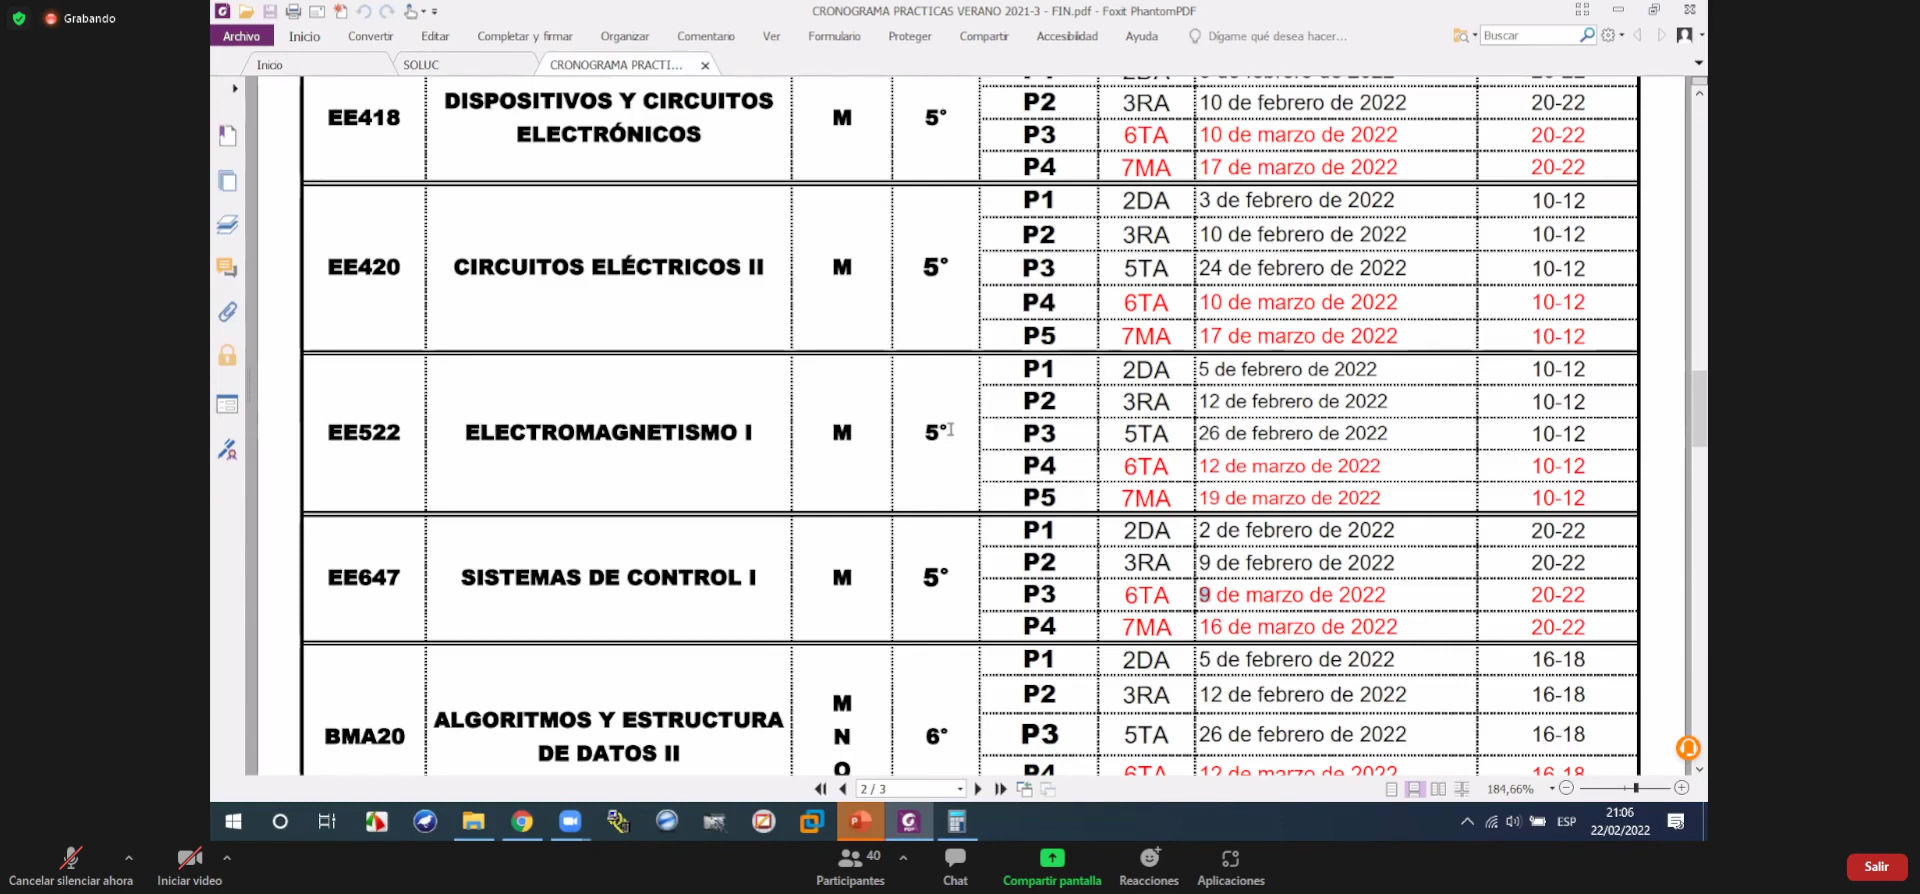 Grabando
CRONOGRAMA PRACTICAS VERANO 2021-3 - FIN.pdf - Foxit PhantomPDF
Archivo Inicio Convertir Editar Completar y firmar Organizar Comentario Ver Formulario Proteger Compartir Accesibilidad Ayuda Dígame qué desea hacer... Buscar
Inicio SOLUC CRONOGRAMA PRACTI...
EE418 DISPOSITIVOS Y CIRCUITOS ELECTRÓNICOS M 5°
P2 3RA 10 de febrero de 2022 20-22
P3 6TA 10 de marzo de 2022 20-22
P4 7MA 17 de marzo de 2022 20-22
EE420 CIRCUITOS ELÉCTRICOS II M 5°
P1 2DA 3 de febrero de 2022 10-12
P2 3RA 10 de febrero de 2022 10-12
P3 5TA 24 de febrero de 2022 10-12
P4 6TA 10 de marzo de 2022 10-12
P5 7MA 17 de marzo de 2022 10-12
EE522 ELECTROMAGNETISMO I M 5°
P1 2DA 5 de febrero de 2022 10-12
P2 3RA 12 de febrero de 2022 10-12
P3 5TA 26 de febrero de 2022 10-12
P4 6TA 12 de marzo de 2022 10-12
P5 7MA 19 de marzo de 2022 10-12
EE647 SISTEMAS DE CONTROL I M 5°
P1 2DA 2 de febrero de 2022 20-22
P2 3RA 9 de febrero de 2022 20-22
P3 6TA 9 de marzo de 2022 20-22
P4 7MA 16 de marzo de 2022 20-22
BMA20 ALGORITMOS Y ESTRUCTURA DE DATOS II M N O 6°
P1 2DA 5 de febrero de 2022 16-18
P2 3RA 12 de febrero de 2022 16-18
P3 5TA 26 de febrero de 2022 16-18
P4 6TA 12 de marzo de 2022 16-18
2 / 3 184,66%
ESP 21:06
22/02/2022
Cancelar silenciar ahora Iniciar video Participantes 40 Chat Compartir pantalla Reacciones Aplicaciones Salir